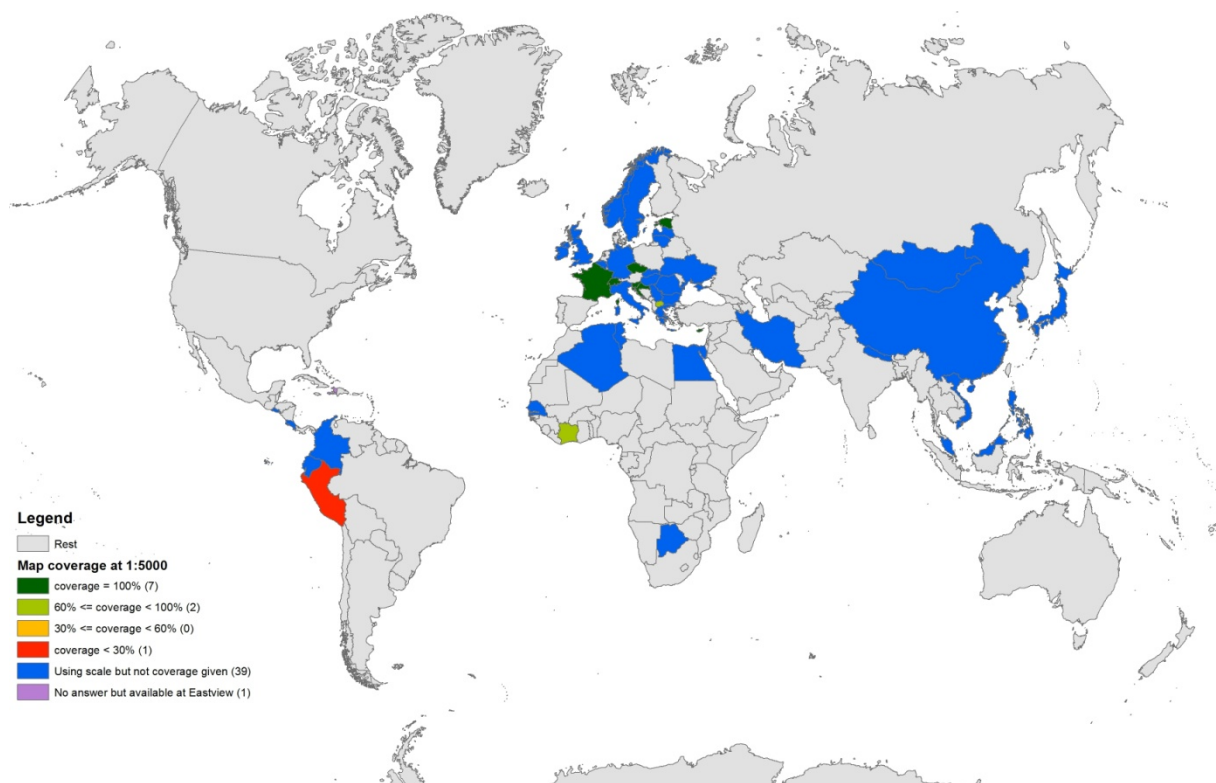 Legend
Rest
Map coverage at 1:5000
coverage = 100% (7)
60% <= coverage < 100% (2)
30% <= coverage < 60% (0)
coverage < 30% (1)
Using scale but not coverage given (39)
No answer but available at Eastview (1)